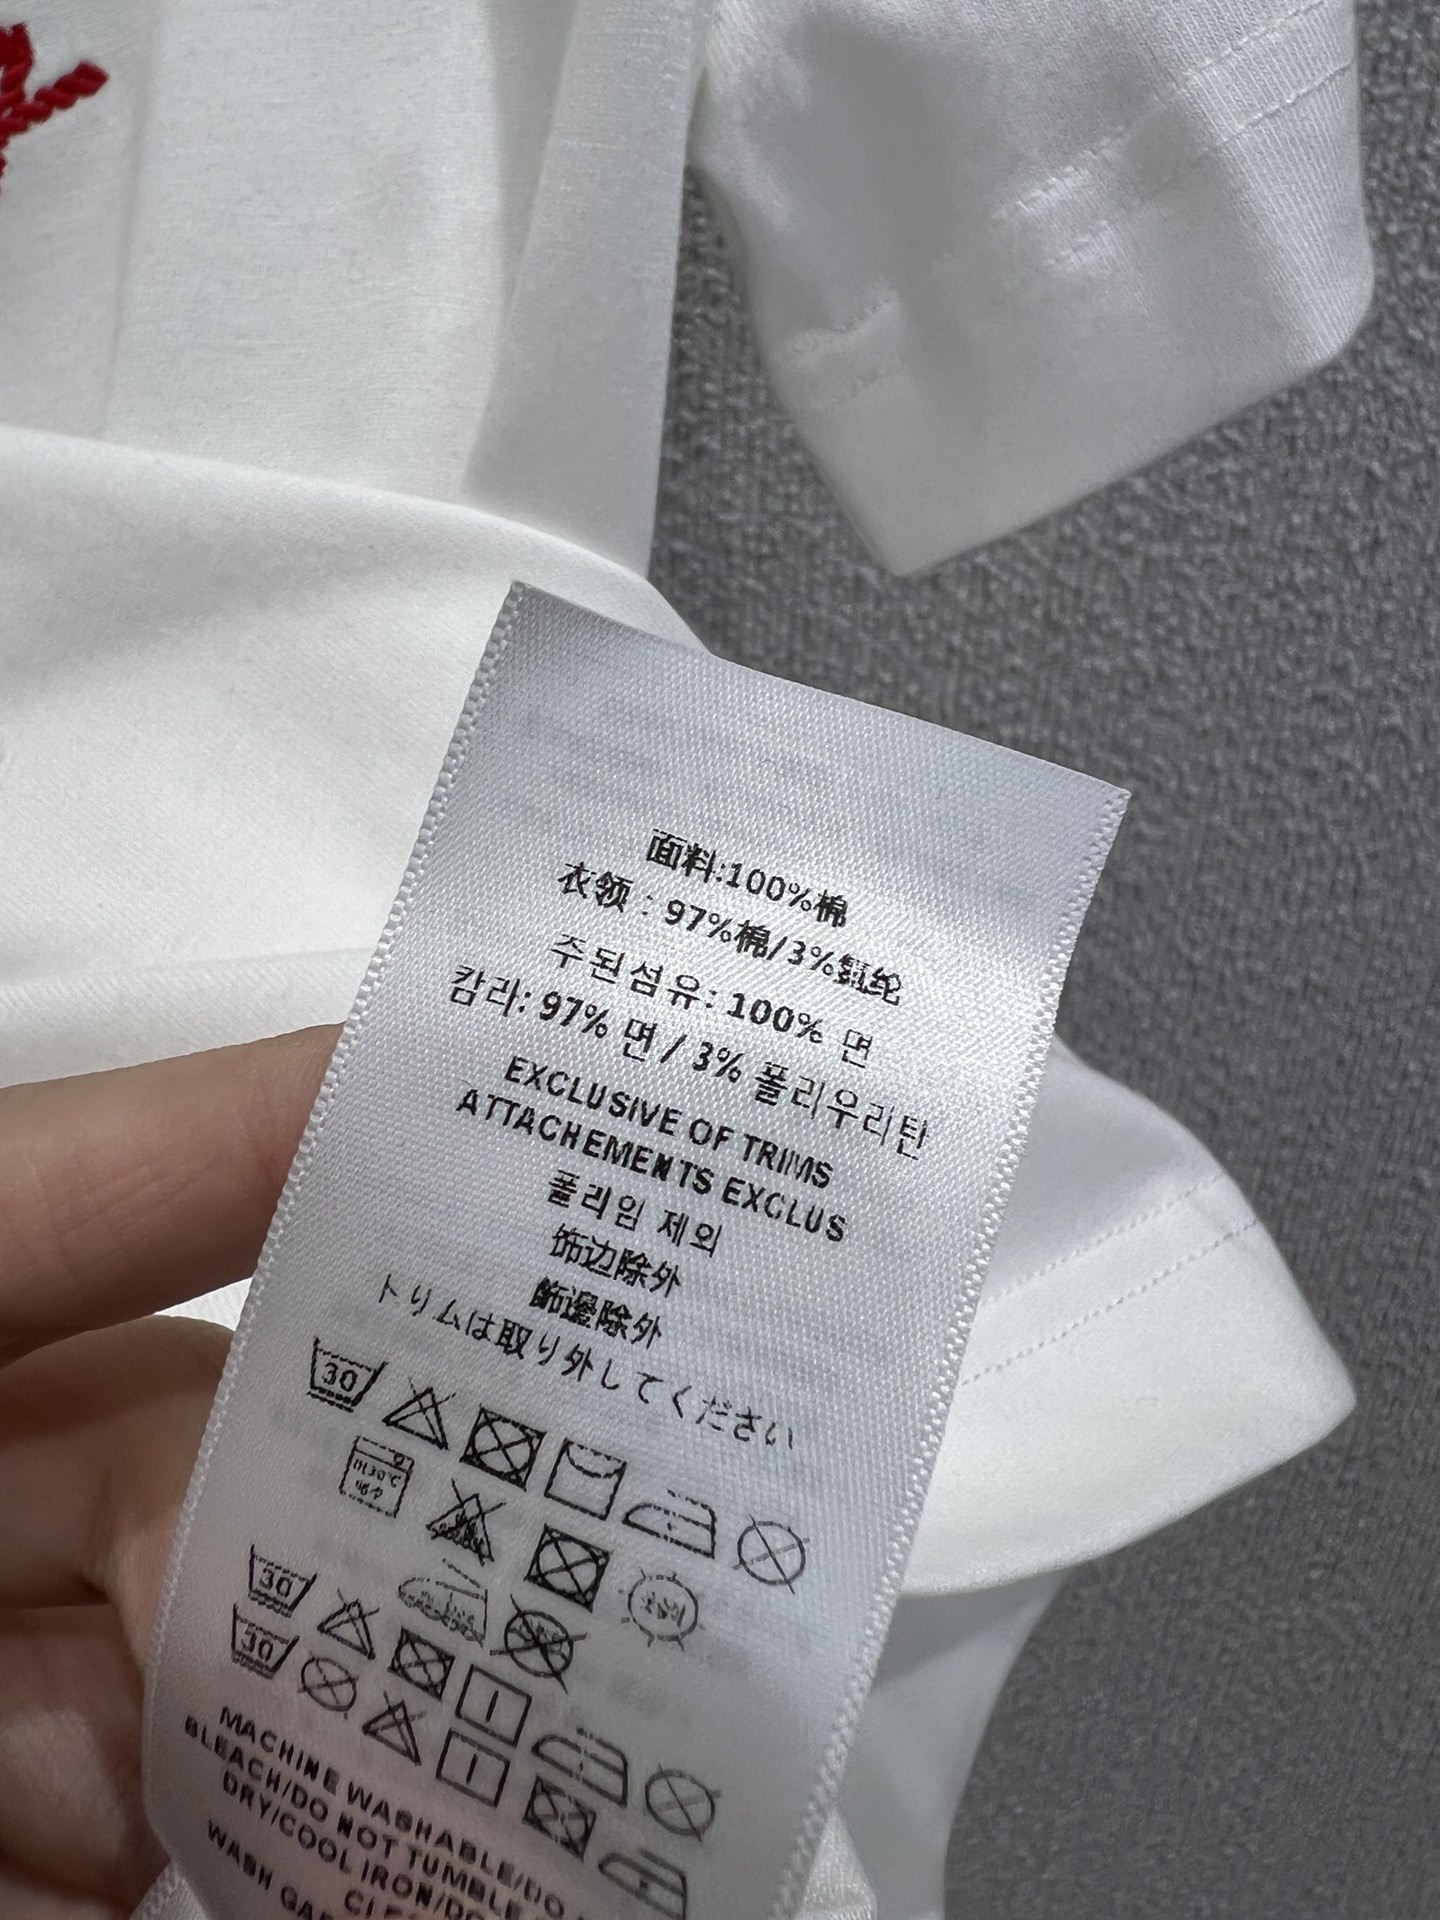 面料:100%棉
衣领：97%棉/3%氨纶
주된섬유: 100% 면
캄라: 97% 면 / 3% 폴리우리탄
EXCLUSIVE OF TRIMS
ATTACHEMENTS EXCLUS
폴리임 제외
饰边除外
飾邊除外
トリムは取り外してください
30
30
30
MACHINE WASHABLE/DO
BLEACH/DO NOT TUMBLE
DRY/COOL IRON/DO
WASH